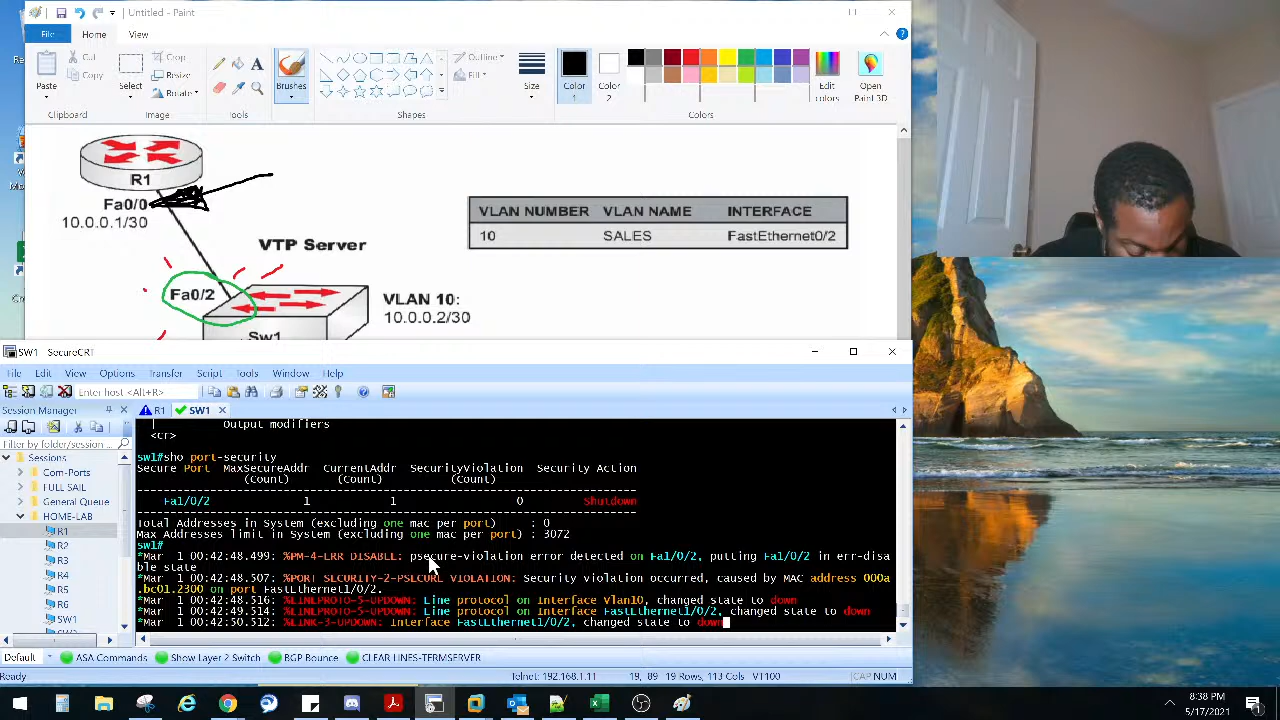 Untitled - Paint
File Home View
Paste Select Crop Resize Rotate Brushes Outline Fill Size Color 1 Color 2 Edit colors Open Paint 3D
Clipboard Image Tools Shapes Colors
R1
Fa0/0
10.0.0.1/30
VTP Server
Fa0/2
Sw1
VLAN 10:
10.0.0.2/30
VLAN NUMBER VLAN NAME INTERFACE
10 SALES FastEthernet0/2
SW1 - SecureCRT
File Edit View Options Transfer Script Tools Window Help
Enter host <Alt+R>
Session Manager
R1 SW1
Filter by folder/session
Sessions
Com-Ports
FULL SAIL
General Queue
HOME-LAB
R1
R2
R3
R4
R5
R6
SW1
| Output modifiers
<cr>
sw1#sho port-security
Secure Port MaxSecureAddr CurrentAddr SecurityViolation Security Action
(Count) (Count) (Count)
Fa1/0/2 1 1 0 Shutdown
Total Addresses in System (excluding one mac per port) : 0
Max Addresses limit in System (excluding one mac per port) : 3072
sw1#
*Mar 1 00:42:48.499: %PM-4-ERR_DISABLE: psecure-violation error detected on Fa1/0/2, putting Fa1/0/2 in err-disa
ble state
*Mar 1 00:42:48.507: %PORT_SECURITY-2-PSECURE_VIOLATION: Security violation occurred, caused by MAC address 000a
.bc01.2300 on port FastEthernet1/0/2.
*Mar 1 00:42:48.516: %LINEPROTO-5-UPDOWN: Line protocol on Interface Vlan10, changed state to down
*Mar 1 00:42:48.514: %LINEPROTO-5-UPDOWN: Line protocol on Interface FastEthernet1/0/2, changed state to down
*Mar 1 00:42:50.512: %LINK-3-UPDOWN: Interface FastEthernet1/0/2, changed state to down
Default ASA Commands Show Layer 2-Switch BGP Bounce CLEAR LINES-TERMSERVER
Ready Telnet: 192.168.1.11 19, 89 19 Rows, 113 Cols VT100 CAP NUM
8:38 PM
5/17/2021